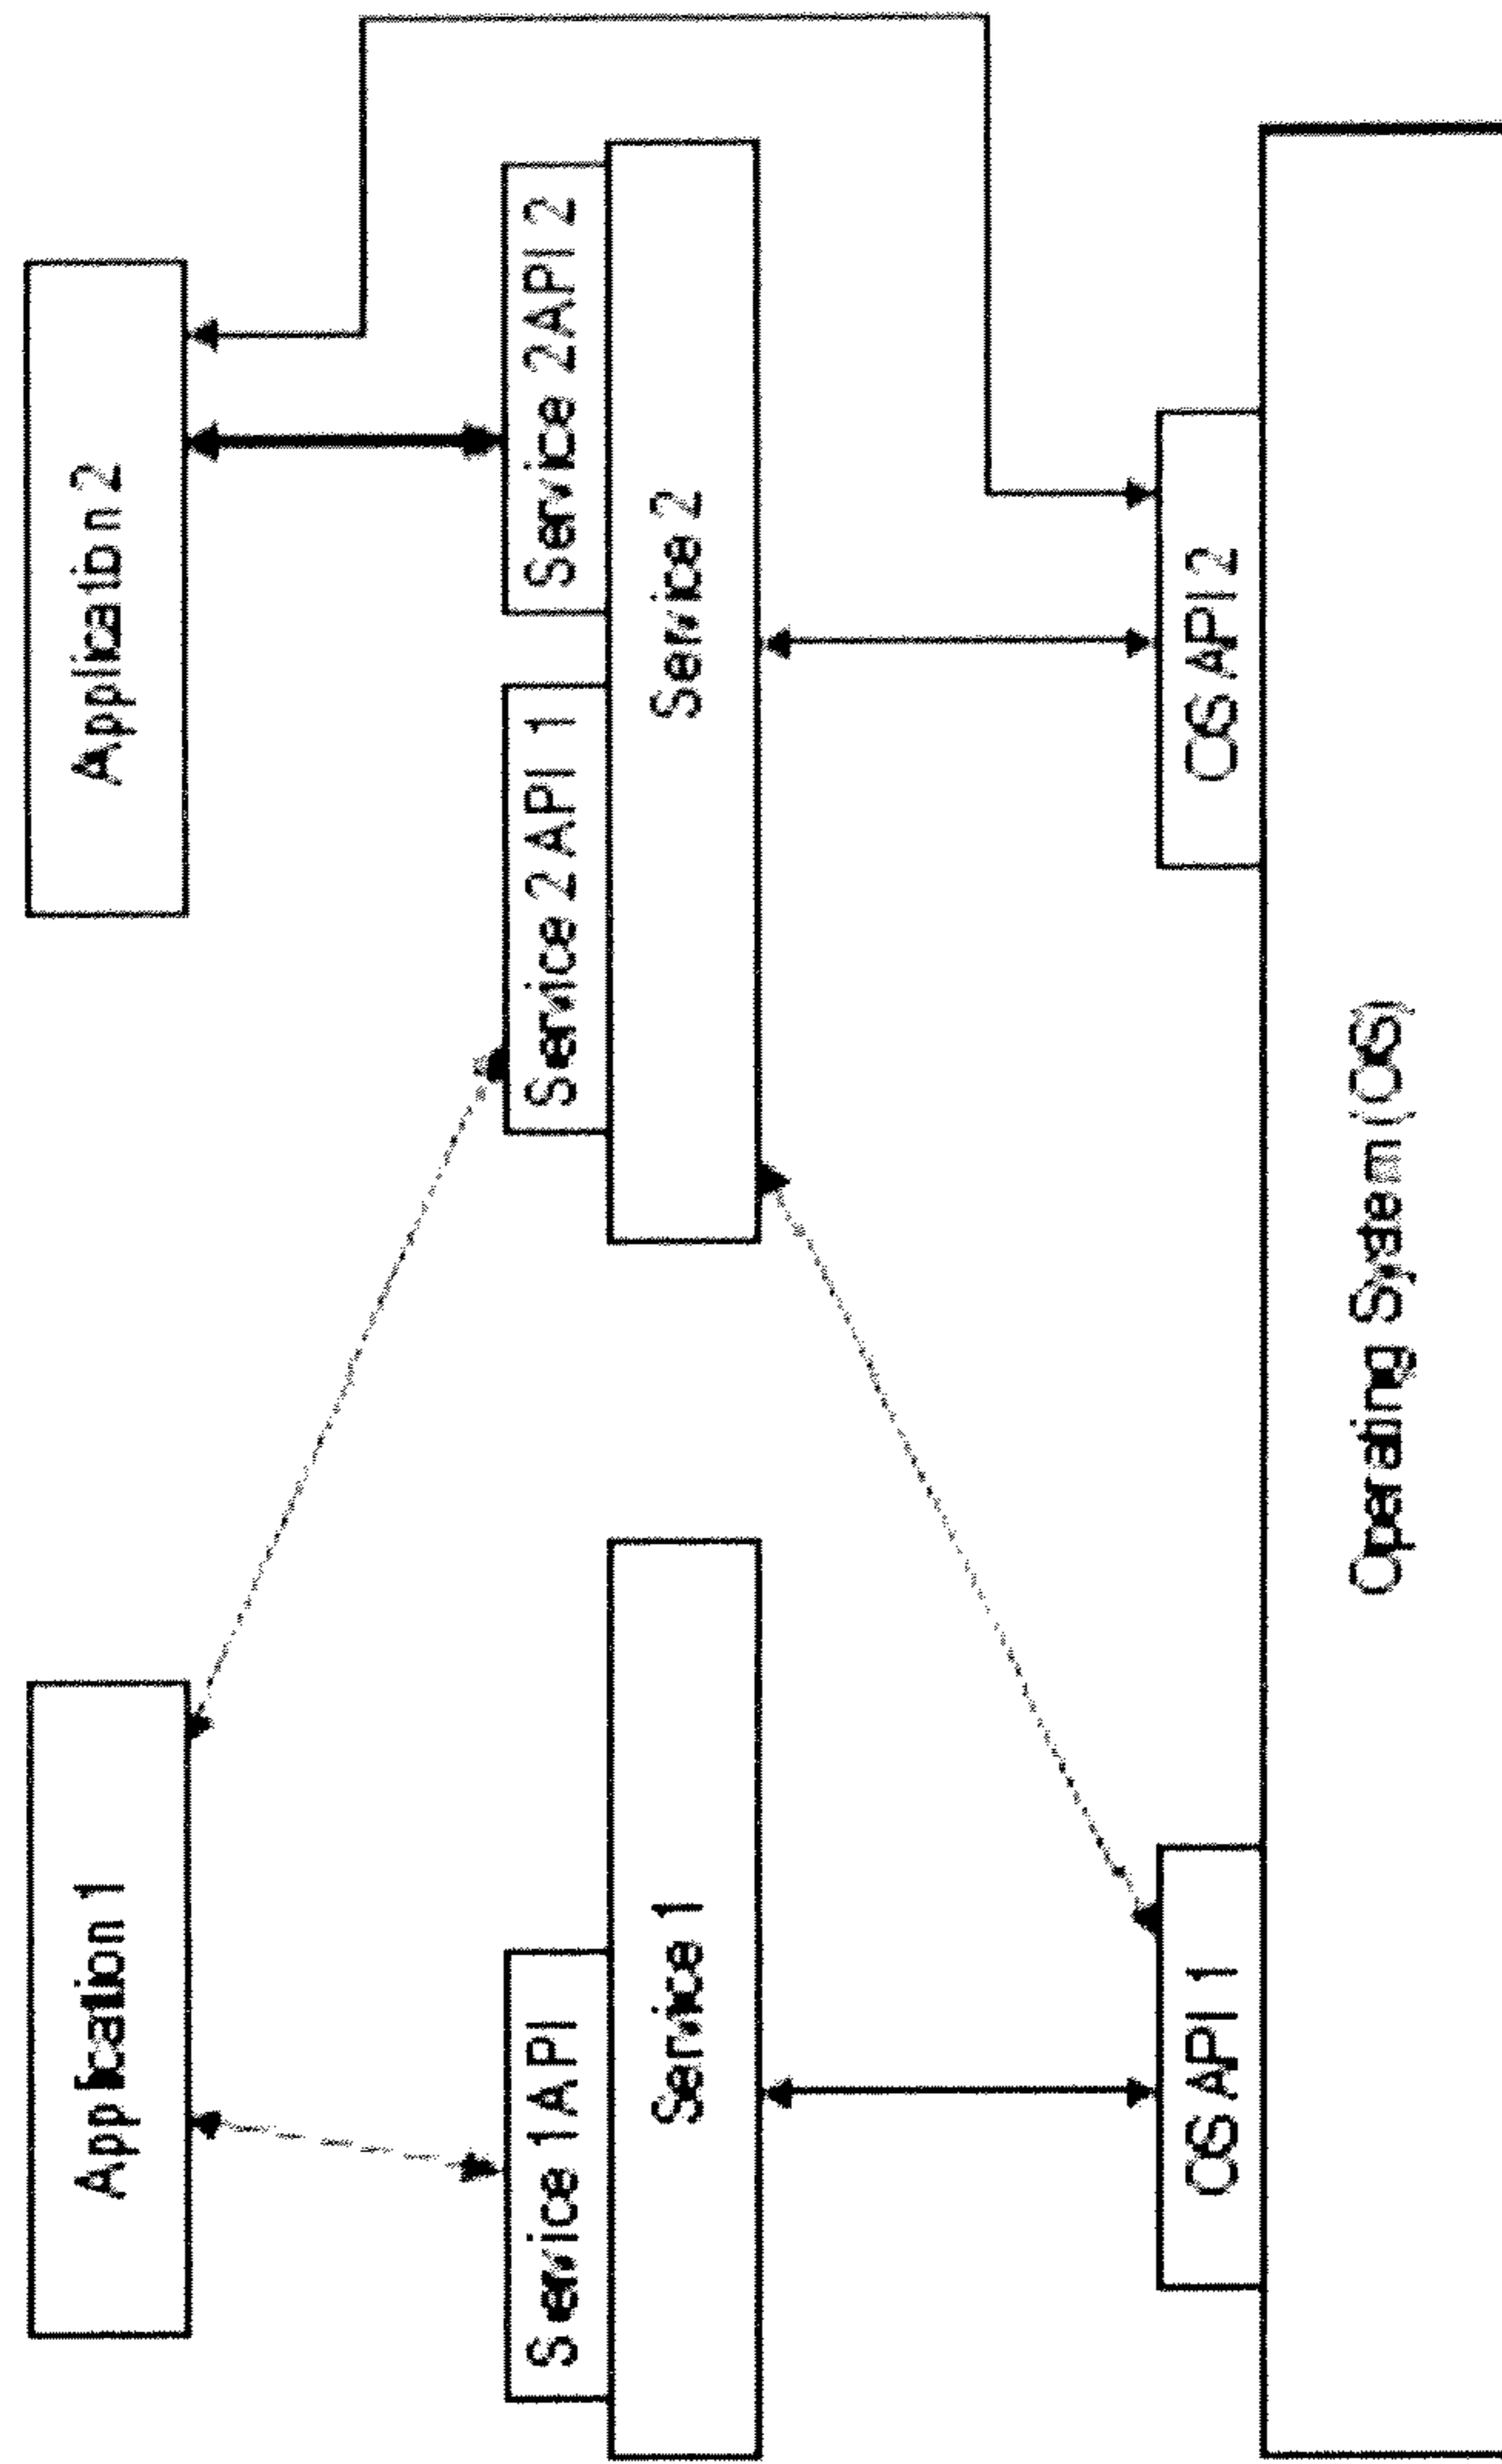 Application 1
Application 2
Service 1 API
Service 2 API 1
Service 2 API 2
Service 1
Service 2
OS API 1
OS API 2
Operating System (OS)